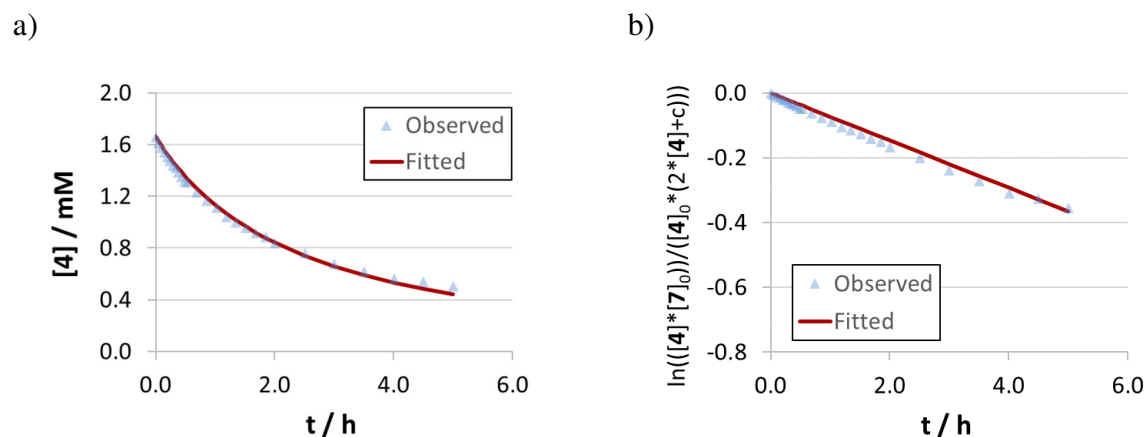 a)
[4] / mM
2.0
1.6
1.2
0.8
0.4
0.0
0.0 2.0 4.0 6.0
t / h
Observed
Fitted
b)
ln(([4]*[7]0))/([4]0*(2*[4]+c)))
0.0
-0.2
-0.4
-0.6
-0.8
0.0 2.0 4.0 6.0
t / h
Observed
Fitted